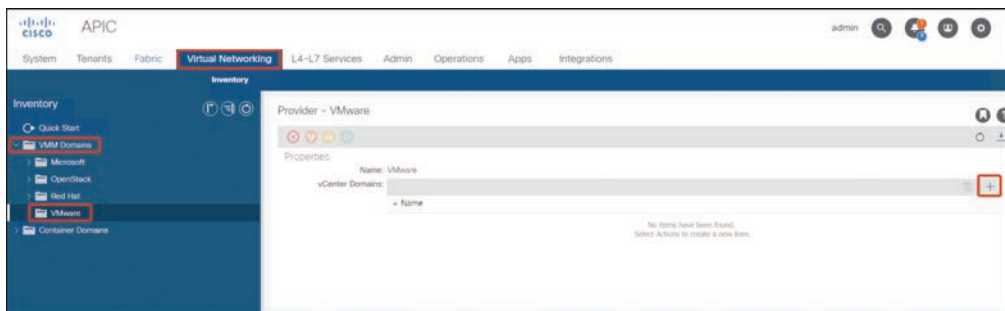 CISCO APIC admin
System Tenants Fabric Virtual Networking L4-L7 Services Admin Operations Apps Integrations
Inventory
Inventory
Quick Start
VMM Domains
Microsoft
OpenStack
Red Hat
VMware
Container Domains
Provider - VMware
Properties
Name: VMware
vCenter Domains:
Name
No items have been found.
Select Actions to create a new item.